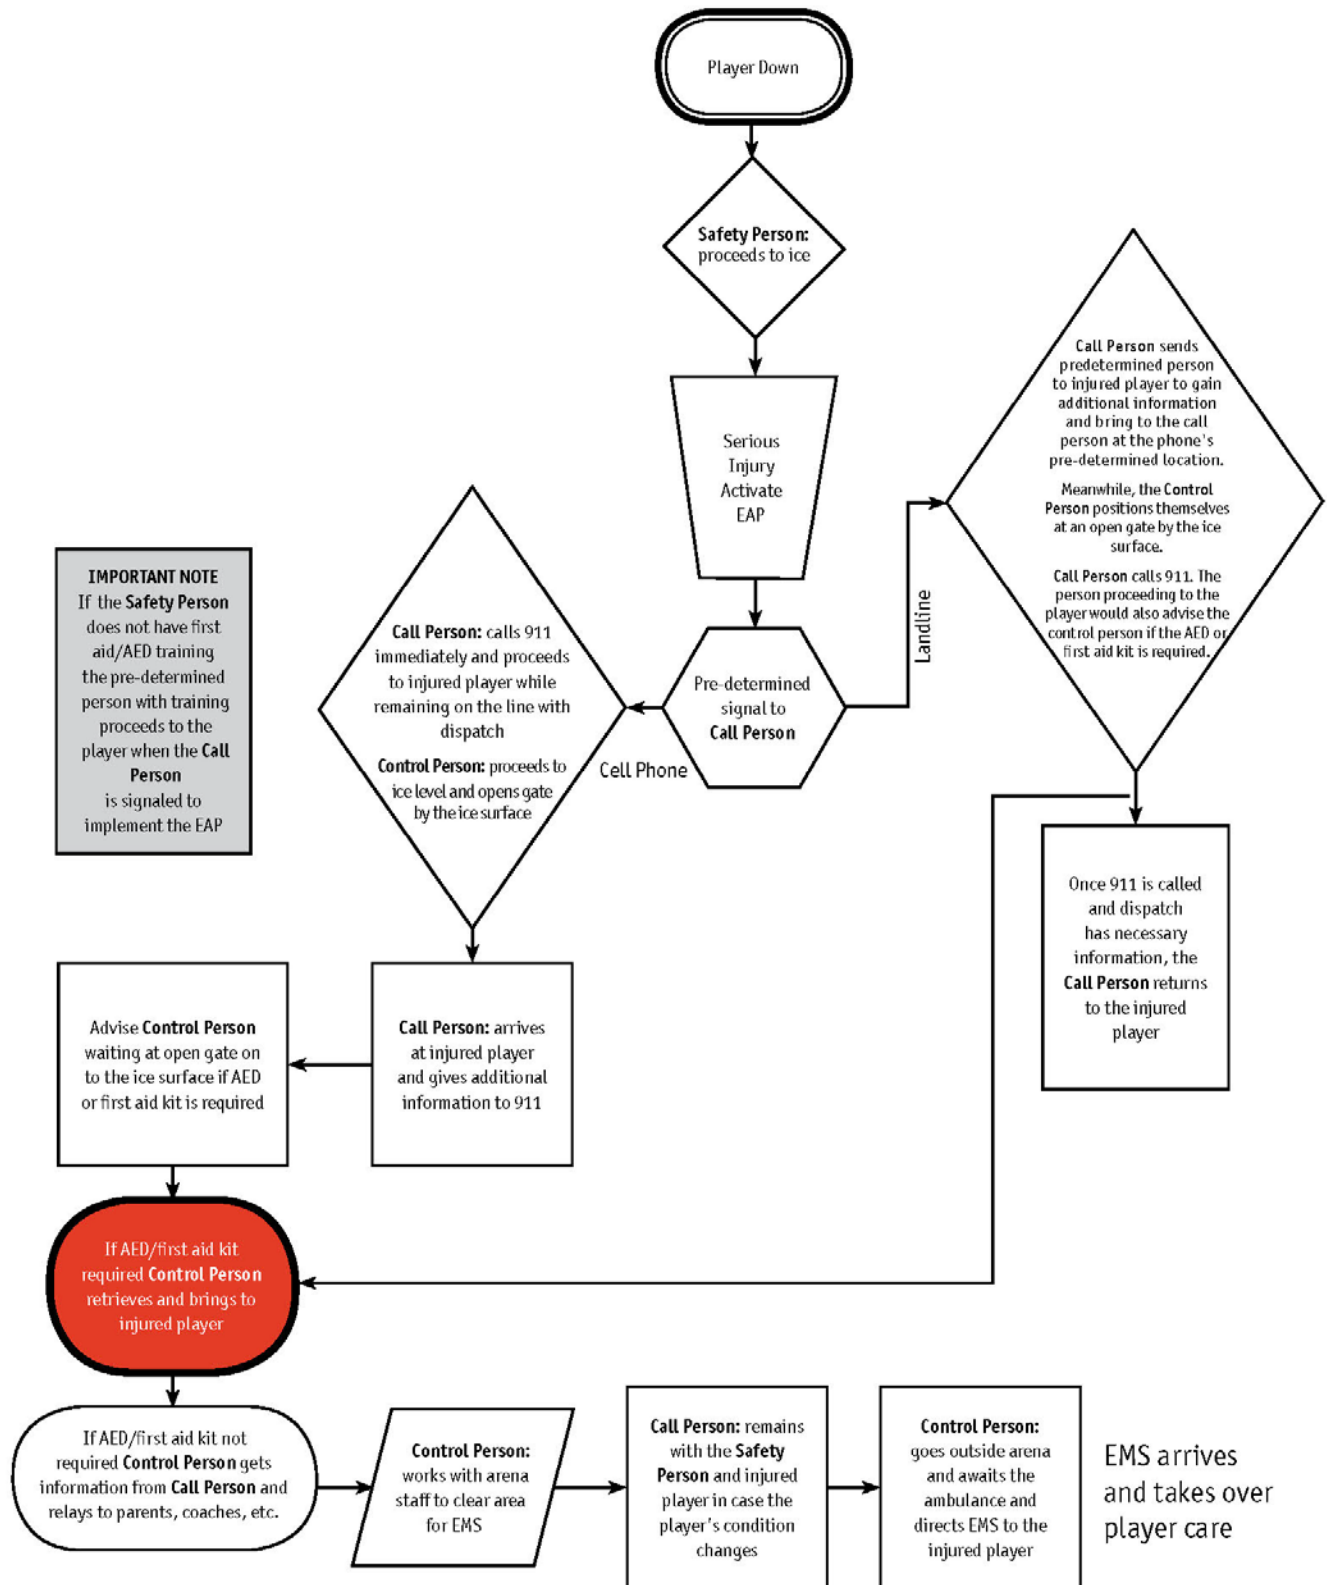 Player Down
Safety Person:
proceeds to ice
Serious
Injury
Activate
EAP
Pre-determined
signal to
Call Person
Cell Phone
Landline
Call Person sends
predetermined person
to injured player to gain
additional information
and bring to the call
person at the phone's
pre-determined location.
Meanwhile, the Control
Person positions themselves
at an open gate by the ice
surface.
Call Person calls 911. The
person proceeding to the
player would also advise the
control person if the AED or
first aid kit is required.
Once 911 is called
and dispatch
has necessary
information, the
Call Person returns
to the injured
player
IMPORTANT NOTE
If the Safety Person
does not have first
aid/AED training
the pre-determined
person with training
proceeds to the
player when the Call
Person
is signaled to
implement the EAP
Call Person: calls 911
immediately and proceeds
to injured player while
remaining on the line with
dispatch
Control Person: proceeds to
ice level and opens gate
by the ice surface
Call Person: arrives
at injured player
and gives additional
information to 911
Advise Control Person
waiting at open gate on
to the ice surface if AED
or first aid kit is required
If AED/first aid kit
required Control Person
retrieves and brings to
injured player
If AED/first aid kit not
required Control Person gets
information from Call Person and
relays to parents, coaches, etc.
Control Person:
works with arena
staff to clear area
for EMS
Call Person: remains
with the Safety
Person and injured
player in case the
player's condition
changes
Control Person:
goes outside arena
and awaits the
ambulance and
directs EMS to the
injured player
EMS arrives
and takes over
player care